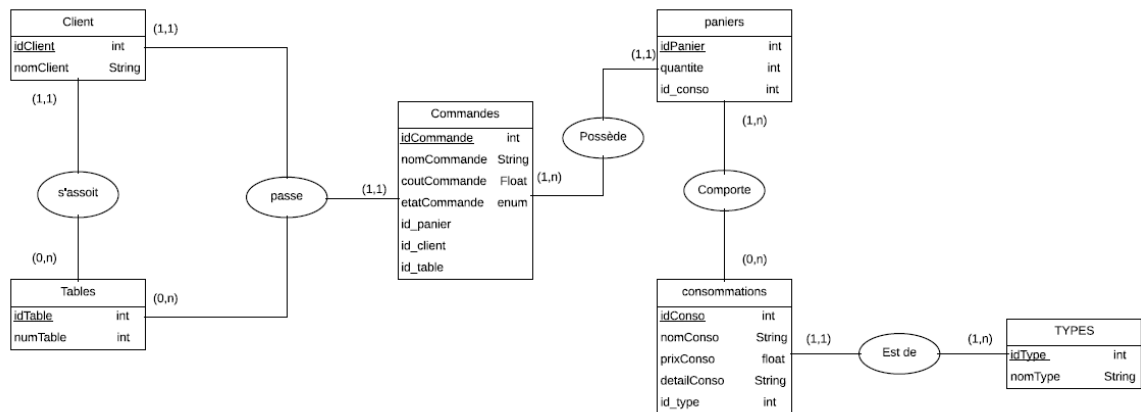 Client
idClient int
nomClient String
(1,1)
(1,1)
s'assoit
(0,n)
Tables
idTable int
numTable int
(0,n)
passe
(1,1)
Commandes
idCommande int
nomCommande String
coutCommande Float
etatCommande enum
id_panier
id_client
id_table
(1,n)
Possède
(1,1)
paniers
idPanier int
quantite int
id_conso int
(1,n)
Comporte
(0,n)
consommations
idConso int
nomConso String
prixConso float
detailConso String
id_type int
(1,1)
Est de
(1,n)
TYPES
idType int
nomType String